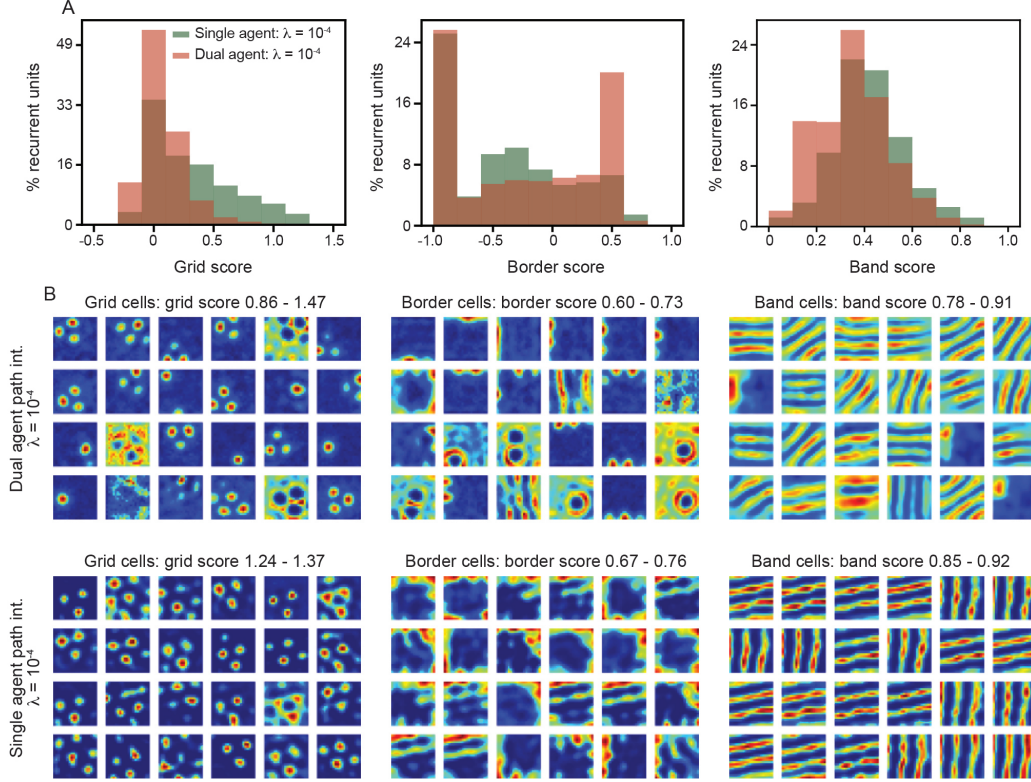 A
% recurrent units
49
33
16
0
-0.5
0
0.5
1.0
1.5
Grid score
Single agent: λ = 10⁻⁴
Dual agent: λ = 10⁻⁴
% recurrent units
24
16
8
0
-1.0
-0.5
0
0.5
1.0
Border score
% recurrent units
24
16
8
0
0
0.2
0.4
0.6
0.8
1.0
Band score
B
Grid cells: grid score 0.86 - 1.47
Border cells: border score 0.60 - 0.73
Band cells: band score 0.78 - 0.91
Dual agent path int.
λ = 10⁻⁴
Grid cells: grid score 1.24 - 1.37
Border cells: border score 0.67 - 0.76
Band cells: band score 0.85 - 0.92
Single agent path int.
λ = 10⁻⁴